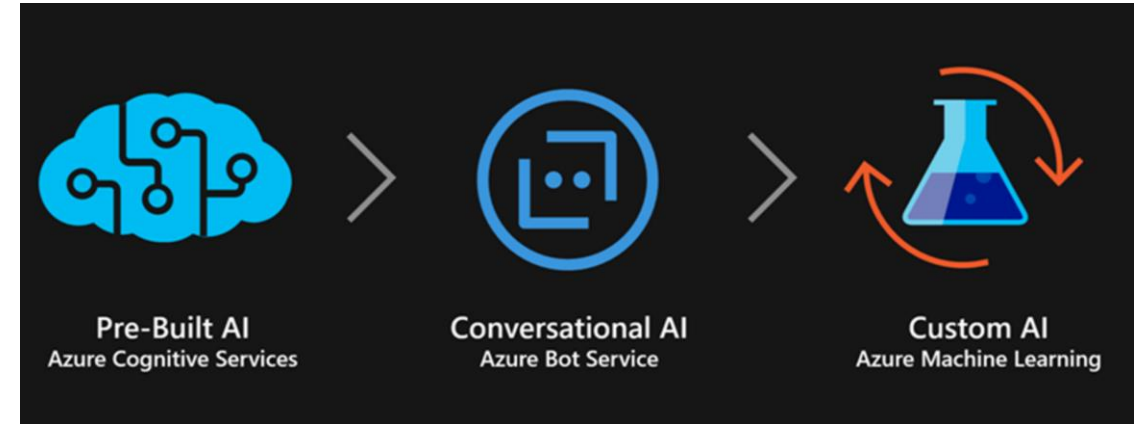 Pre-Built AI
Azure Cognitive Services
Conversational AI
Azure Bot Service
Custom AI
Azure Machine Learning